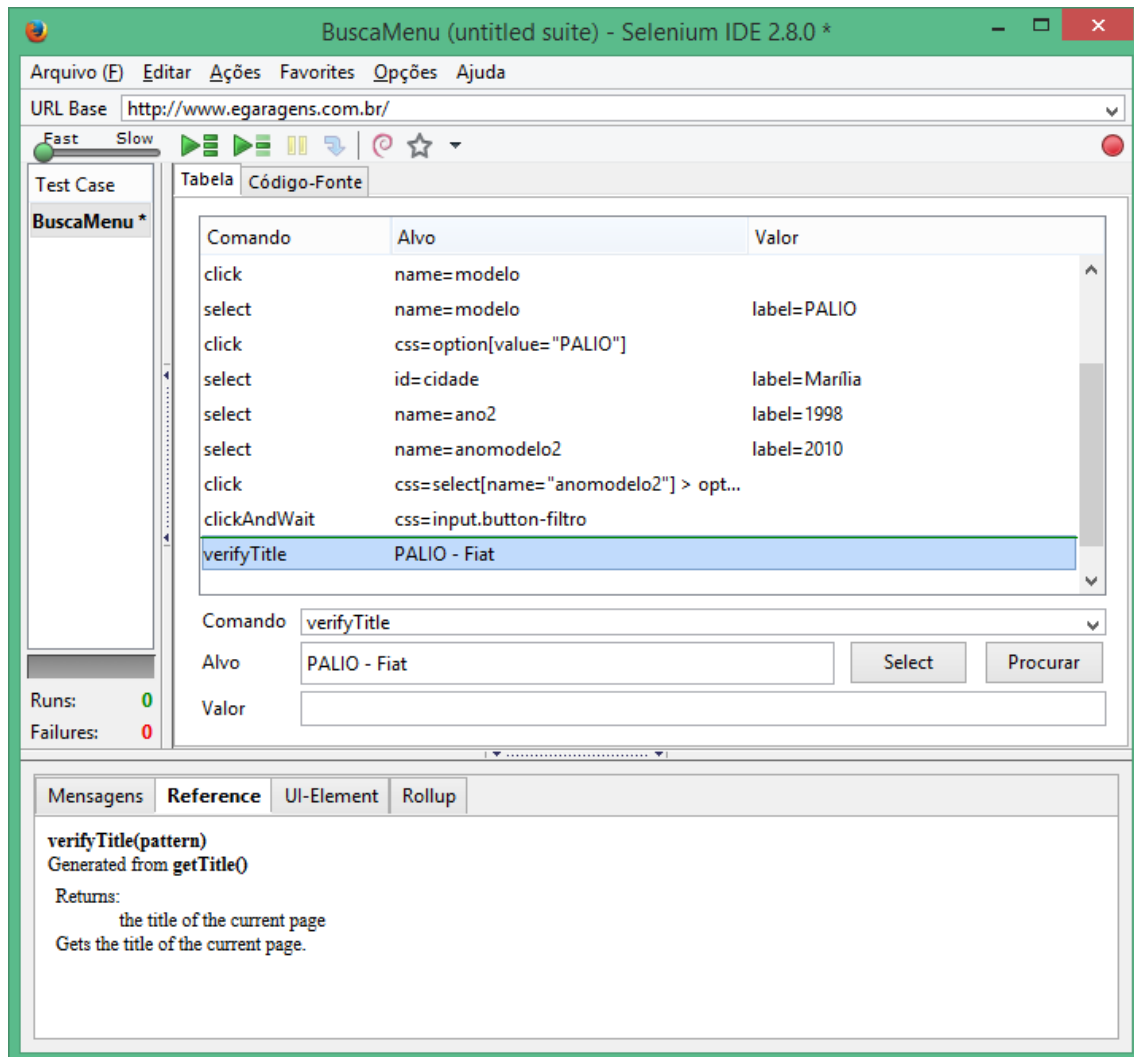 BuscaMenu (untitled suite) - Selenium IDE 2.8.0 *
Arquivo (F) Editar Ações Favorites Opções Ajuda
URL Base http://www.egaragens.com.br/
Fast Slow
Test Case
BuscaMenu *
Tabela Código-Fonte
Comando Alvo Valor
click name=modelo
select name=modelo label=PALIO
click css=option[value="PALIO"]
select id=cidade label=Marília
select name=ano2 label=1998
select name=anomodelo2 label=2010
click css=select[name="anomodelo2"] > opt...
clickAndWait css=input.button-filtro
verifyTitle PALIO - Fiat
Comando verifyTitle
Alvo PALIO - Fiat Select Procurar
Valor
Runs: 0
Failures: 0
Mensagens Reference UI-Element Rollup
verifyTitle(pattern)
Generated from getTitle()
Returns:
the title of the current page
Gets the title of the current page.